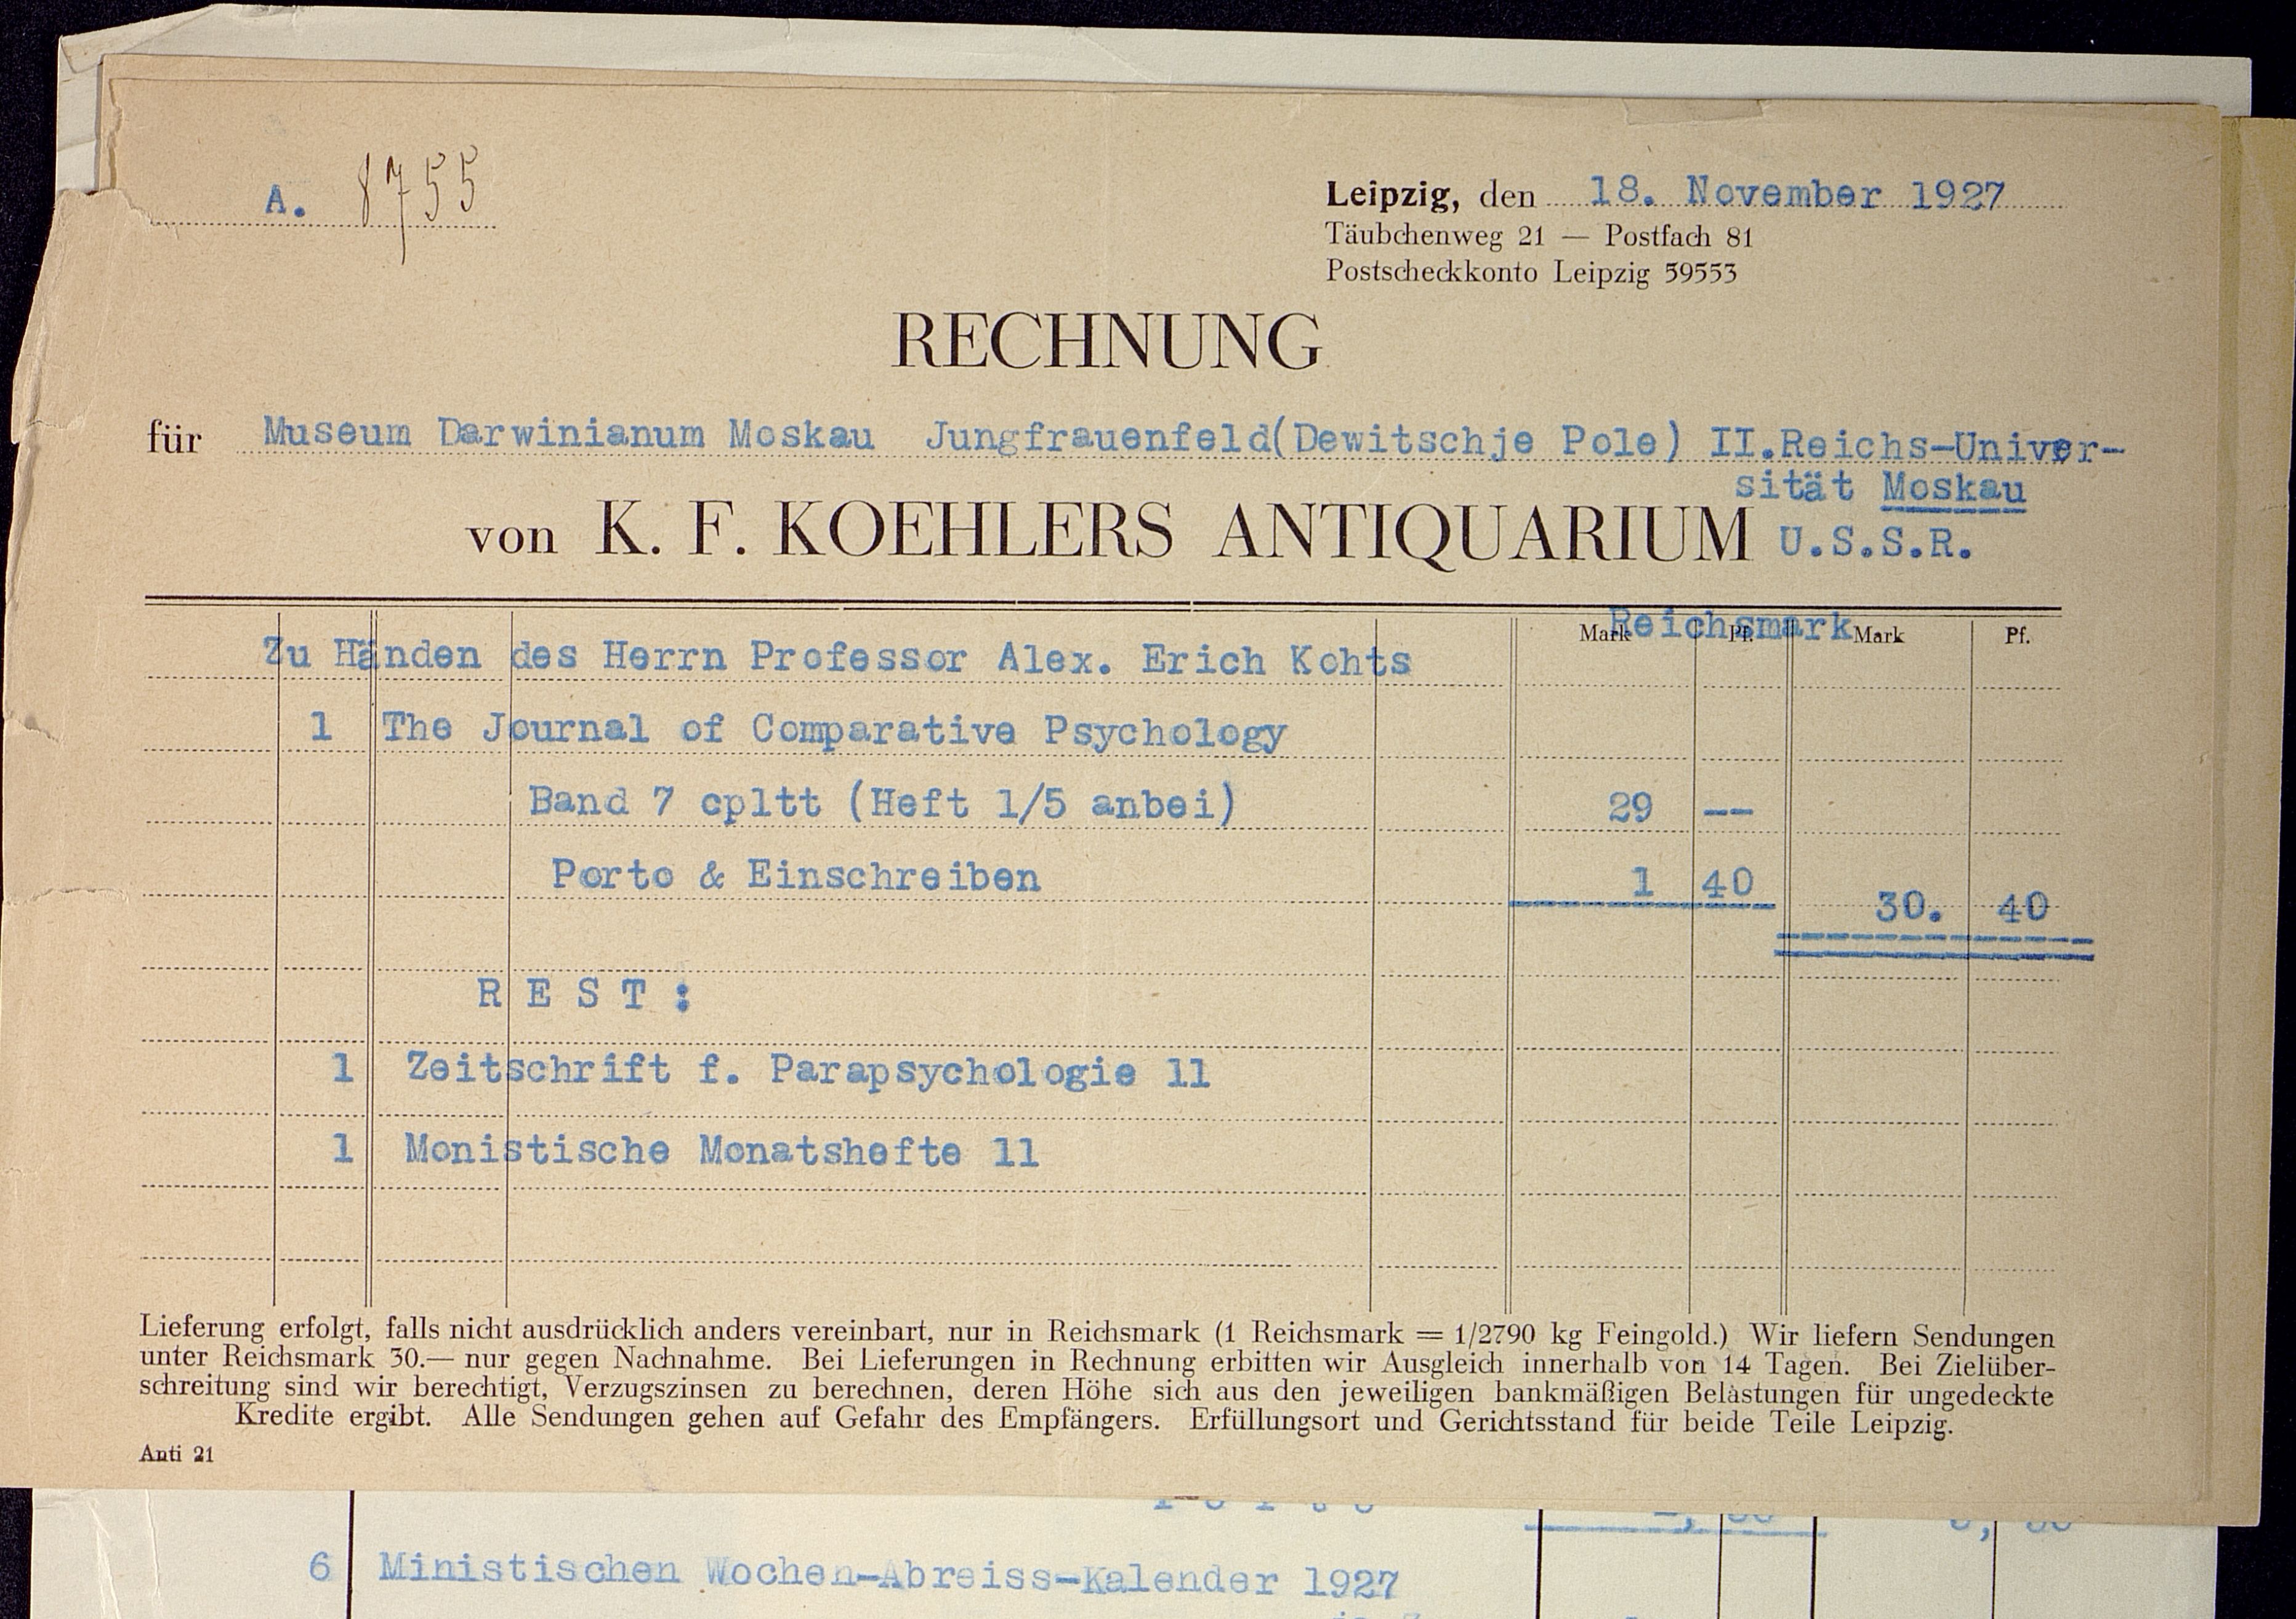 A. 8755
Leipzig, den 18. November 1927
Täubchenweg 21 — Postfach 81
Postscheckkonto Leipzig 59553
RECHNUNG
für Museum Darwinianum Moskau Jungfrauenfeld(Dewitschje Pole) II.Reichs-Univer-
sität Moskau
von K. F. KOEHLERS ANTIQUARIUM U.S.S.R.
Reichsmark
Mark Pf. Mark Pf.
Zu Händen des Herrn Professor Alex. Erich Kohts
1 The Journal of Comparative Psychology
Band 7 cpltt (Heft 1/5 anbei) 29 --
Porto & Einschreiben 1 40 30. 40
R E S T :
1 Zeitschrift f. Parapsychologie 11
1 Monistische Monatshefte 11
Lieferung erfolgt, falls nicht ausdrücklich anders vereinbart, nur in Reichsmark (1 Reichsmark = 1/2790 kg Feingold.) Wir liefern Sendungen
unter Reichsmark 30.— nur gegen Nachnahme. Bei Lieferungen in Rechnung erbitten wir Ausgleich innerhalb von 14 Tagen. Bei Zielüber-
schreitung sind wir berechtigt, Verzugszinsen zu berechnen, deren Höhe sich aus den jeweiligen bankmäßigen Belastungen für ungedeckte
Kredite ergibt. Alle Sendungen gehen auf Gefahr des Empfängers. Erfüllungsort und Gerichtsstand für beide Teile Leipzig.
Anti 21
6 Ministischen Wochen-Abreiss-Kalender 1927